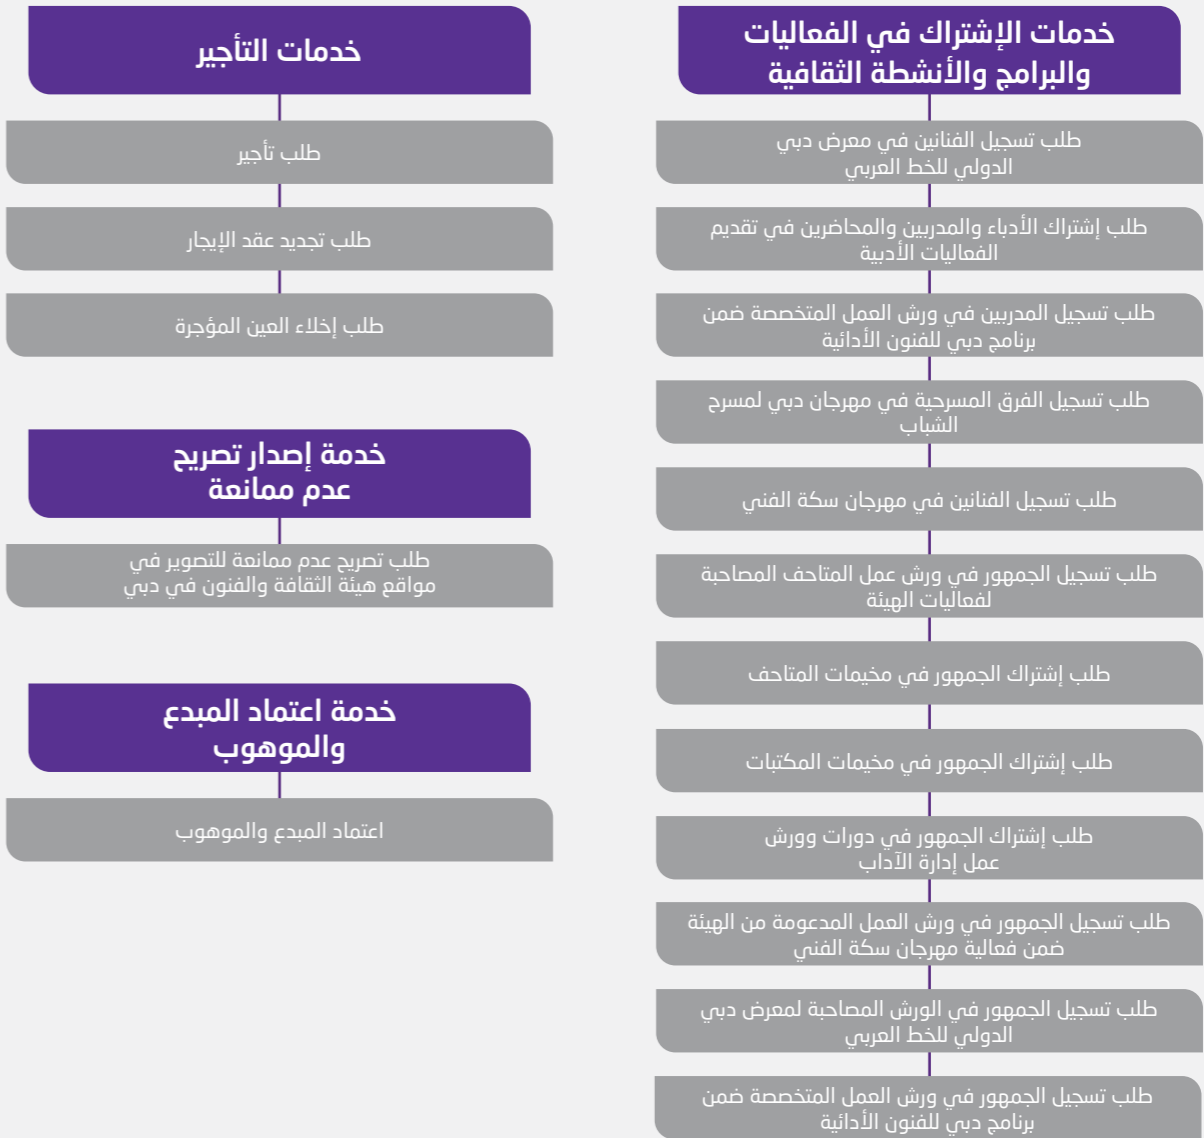 خدمات الإشتراك في الفعاليات
والبرامج والأنشطة الثقافية
طلب تسجيل الفنانين في معرض دبي
الدولي للخط العربي
طلب إشتراك الأدباء والمدربين والمحاضرين في تقديم
الفعاليات الأدبية
طلب تسجيل المدربين في ورش العمل المتخصصة ضمن
برنامج دبي للفنون الأدائية
طلب تسجيل الفرق المسرحية في مهرجان دبي لمسرح
الشباب
طلب تسجيل الفنانين في مهرجان سكة الفني
طلب تسجيل الجمهور في ورش عمل المتاحف المصاحبة
لفعاليات الهيئة
طلب إشتراك الجمهور في مخيمات المتاحف
طلب إشتراك الجمهور في مخيمات المكتبات
طلب إشتراك الجمهور في دورات وورش
عمل إدارة الآداب
طلب تسجيل الجمهور في ورش العمل المدعومة من الهيئة
ضمن فعالية مهرجان سكة الفني
طلب تسجيل الجمهور في الورش المصاحبة لمعرض دبي
الدولي للخط العربي
طلب تسجيل الجمهور في ورش العمل المتخصصة ضمن
برنامج دبي للفنون الأدائية
خدمات التأجير
طلب تأجير
طلب تجديد عقد الإيجار
طلب إخلاء العين المؤجرة
خدمة إصدار تصريح
عدم ممانعة
طلب تصريح عدم ممانعة للتصوير في
مواقع هيئة الثقافة والفنون في دبي
خدمة اعتماد المبدع
والموهوب
اعتماد المبدع والموهوب